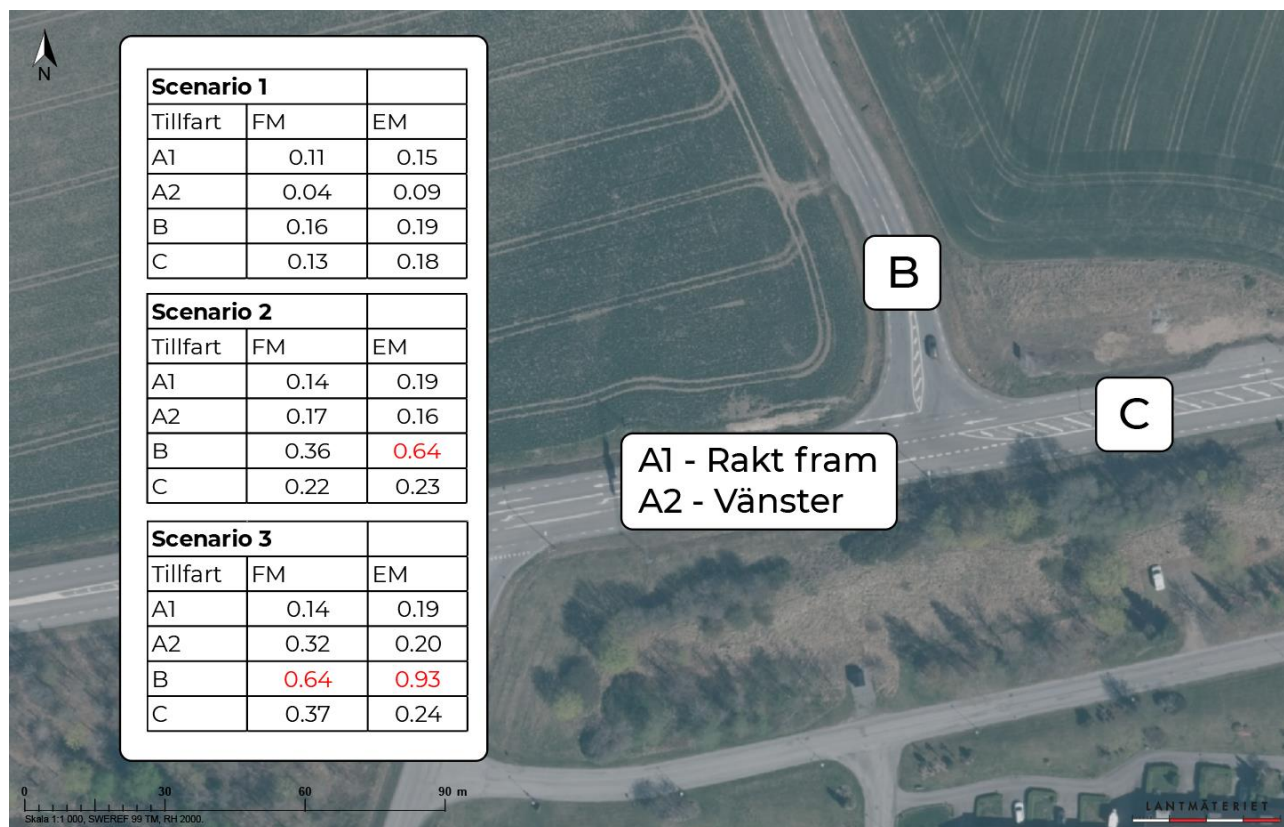 N
Scenario 1
Tillfart FM EM
A1 0.11 0.15
A2 0.04 0.09
B 0.16 0.19
C 0.13 0.18
Scenario 2
Tillfart FM EM
A1 0.14 0.19
A2 0.17 0.16
B 0.36 0.64
C 0.22 0.23
Scenario 3
Tillfart FM EM
A1 0.14 0.19
A2 0.32 0.20
B 0.64 0.93
C 0.37 0.24
B
C
A1 - Rakt fram
A2 - Vänster
0 30 60 90 m
Skala 1:1 000, SWEREF 99 TM, RH 2000.
LANTMÄTERIET